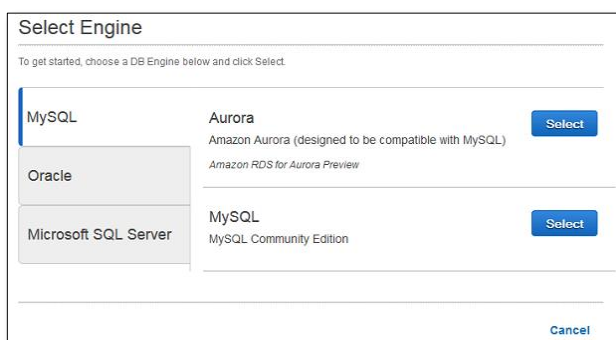 Select Engine
To get started, choose a DB Engine below and click Select.
MySQL
Oracle
Microsoft SQL Server
Aurora
Amazon Aurora (designed to be compatible with MySQL)
Amazon RDS for Aurora Preview
Select
MySQL
MySQL Community Edition
Select
Cancel